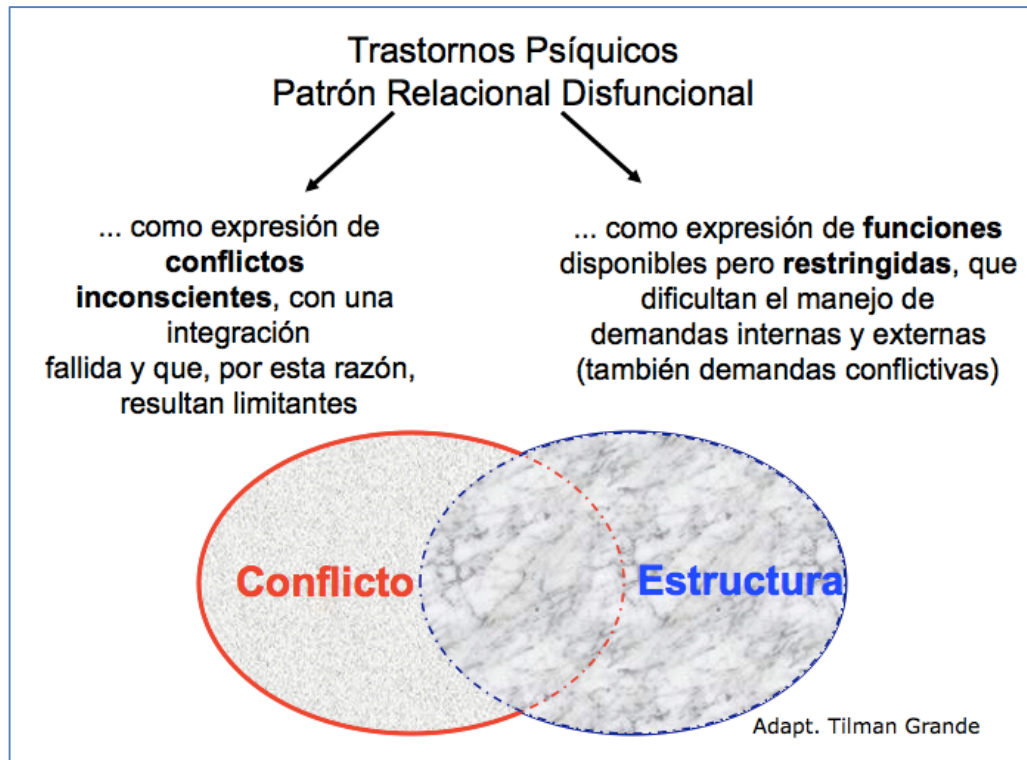 Trastornos Psíquicos
Patrón Relacional Disfuncional
... como expresión de
conflictos
inconscientes, con una
integración
fallida y que, por esta razón,
resultan limitantes
... como expresión de funciones
disponibles pero restringidas, que
dificultan el manejo de
demandas internas y externas
(también demandas conflictivas)
Conflicto
Estructura
Adapt. Tilman Grande